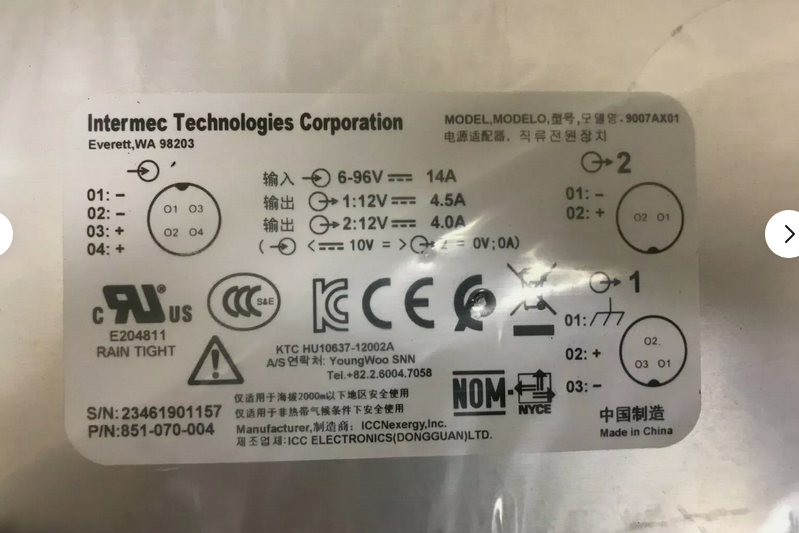 Intermec Technologies Corporation
Everett,WA 98203
MODEL,MODELO,型号,모델명.9007AX01
电源适配器, 직류전원장치
01: -
02: -
03: +
04: +
O1 O3
O2 O4
输入 6-96V 14A
输出 1:12V 4.5A
输出 2:12V 4.0A
( < 10V = > = 0V;0A)
2
01: -
02: +
O2 O1
1
01:
02: +
03: -
O2
O3 O1
c RU ® US
E204811
RAIN TIGHT
CCC S&E
KC CE
KTC HU10637-12002A
A/S연락처: YoungWoo SNN
Tel.+82.2.6004.7058
NOM-NYCE
S/N:23461901157
P/N:851-070-004
仅适用于海拔2000m以下地区安全使用
仅适用于非热带气候条件下安全使用
Manufacturer,制造商: ICCNexergy,Inc.
제조업체:ICC ELECTRONICS(DONGGUAN)LTD.
中国制造
Made in China